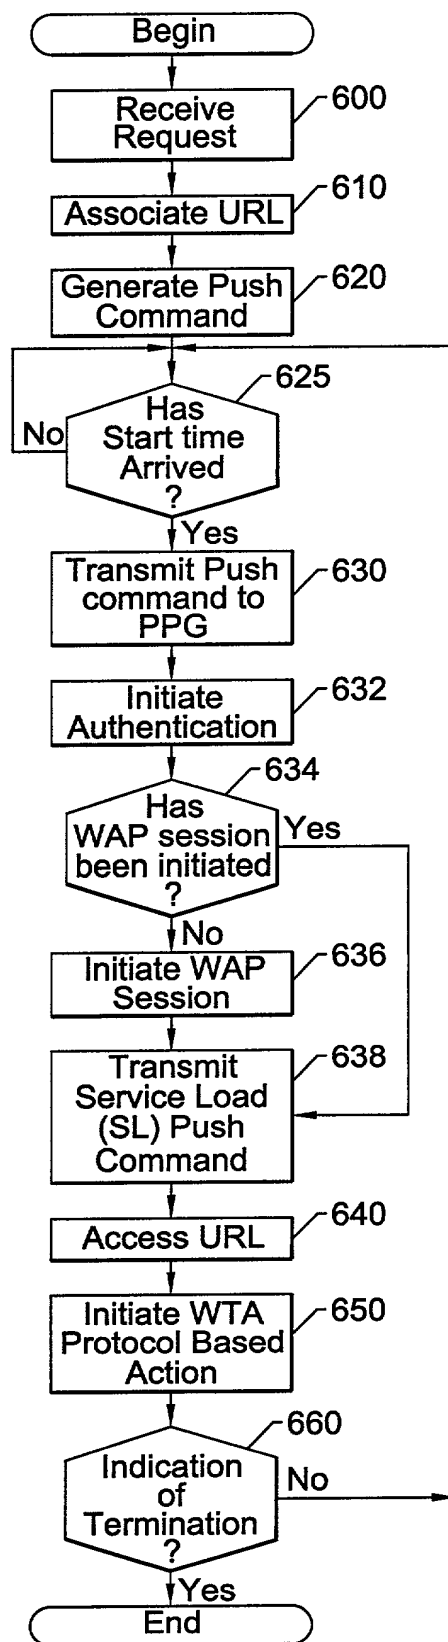 Begin
Receive
Request
600
Associate URL
610
Generate Push
Command
620
Has
Start time
Arrived
?
625
No
Yes
Transmit Push
command to
PPG
630
Initiate
Authentication
632
Has
WAP session
been initiated
?
634
Yes
No
Initiate WAP
Session
636
Transmit
Service Load
(SL) Push
Command
638
Access URL
640
Initiate WTA
Protocol Based
Action
650
Indication
of
Termination
?
660
No
Yes
End